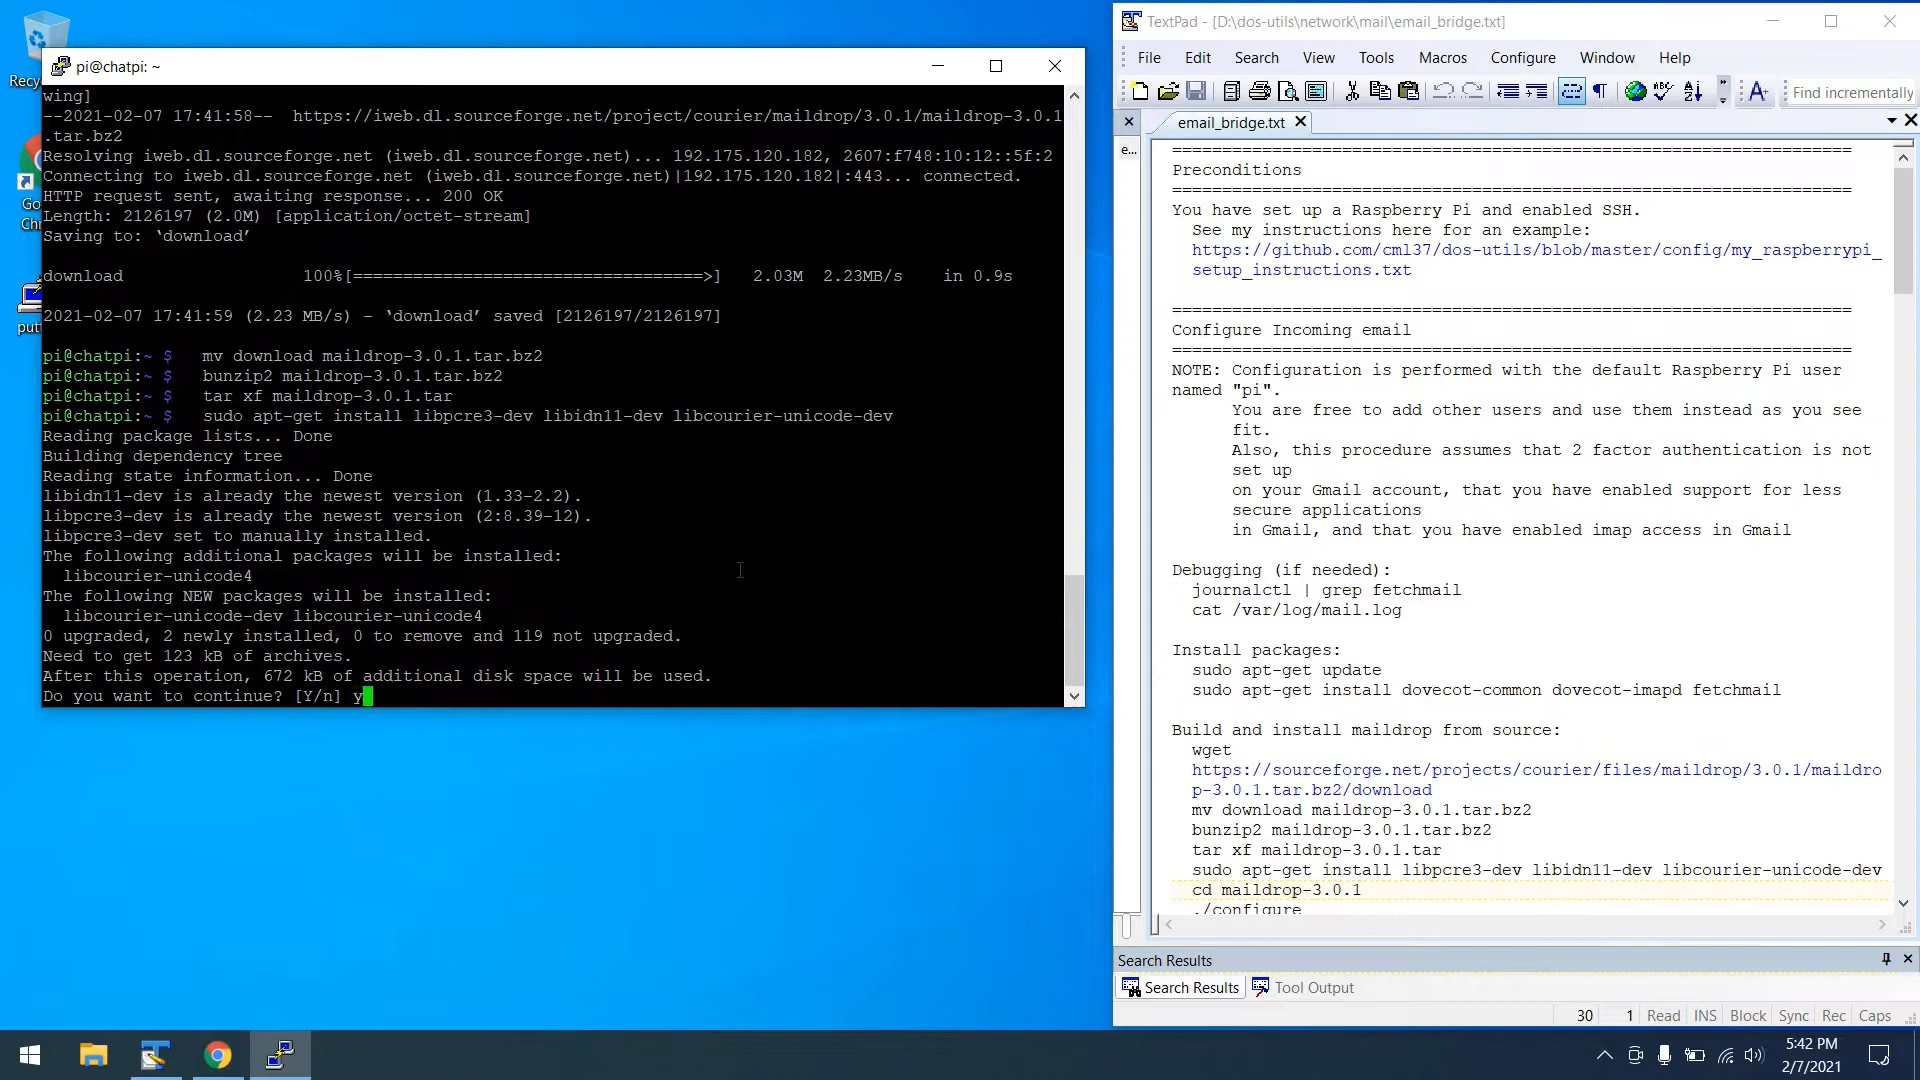 Recy
Go
Chr
put
pi@chatpi: ~
wing]
--2021-02-07 17:41:58--  https://iweb.dl.sourceforge.net/project/courier/maildrop/3.0.1/maildrop-3.0.1
.tar.bz2
Resolving iweb.dl.sourceforge.net (iweb.dl.sourceforge.net)... 192.175.120.182, 2607:f748:10:12::5f:2
Connecting to iweb.dl.sourceforge.net (iweb.dl.sourceforge.net)|192.175.120.182|:443... connected.
HTTP request sent, awaiting response... 200 OK
Length: 2126197 (2.0M) [application/octet-stream]
Saving to: ‘download’
download 100%[===================================>] 2.03M 2.23MB/s in 0.9s
2021-02-07 17:41:59 (2.23 MB/s) - ‘download’ saved [2126197/2126197]
pi@chatpi:~ $   mv download maildrop-3.0.1.tar.bz2
pi@chatpi:~ $   bunzip2 maildrop-3.0.1.tar.bz2
pi@chatpi:~ $   tar xf maildrop-3.0.1.tar
pi@chatpi:~ $   sudo apt-get install libpcre3-dev libidn11-dev libcourier-unicode-dev
Reading package lists... Done
Building dependency tree
Reading state information... Done
libidn11-dev is already the newest version (1.33-2.2).
libpcre3-dev is already the newest version (2:8.39-12).
libpcre3-dev set to manually installed.
The following additional packages will be installed:
libcourier-unicode4
The following NEW packages will be installed:
libcourier-unicode-dev libcourier-unicode4
0 upgraded, 2 newly installed, 0 to remove and 119 not upgraded.
Need to get 123 kB of archives.
After this operation, 672 kB of additional disk space will be used.
Do you want to continue? [Y/n] y
TextPad - [D:\dos-utils\network\mail\email_bridge.txt]
File Edit Search View Tools Macros Configure Window Help
Find incrementally
email_bridge.txt
e...
====================================================================
Preconditions
====================================================================
You have set up a Raspberry Pi and enabled SSH.
See my instructions here for an example:
https://github.com/cml37/dos-utils/blob/master/config/my_raspberrypi_
setup_instructions.txt
====================================================================
Configure Incoming email
====================================================================
NOTE: Configuration is performed with the default Raspberry Pi user
named "pi".
You are free to add other users and use them instead as you see
fit.
Also, this procedure assumes that 2 factor authentication is not
set up
on your Gmail account, that you have enabled support for less
secure applications
in Gmail, and that you have enabled imap access in Gmail
Debugging (if needed):
journalctl | grep fetchmail
cat /var/log/mail.log
Install packages:
sudo apt-get update
sudo apt-get install dovecot-common dovecot-imapd fetchmail
Build and install maildrop from source:
wget
https://sourceforge.net/projects/courier/files/maildrop/3.0.1/maildro
p-3.0.1.tar.bz2/download
mv download maildrop-3.0.1.tar.bz2
bunzip2 maildrop-3.0.1.tar.bz2
tar xf maildrop-3.0.1.tar
sudo apt-get install libpcre3-dev libidn11-dev libcourier-unicode-dev
cd maildrop-3.0.1
./configure
Search Results
Search Results Tool Output
30 1 Read INS Block Sync Rec Caps
5:42 PM
2/7/2021